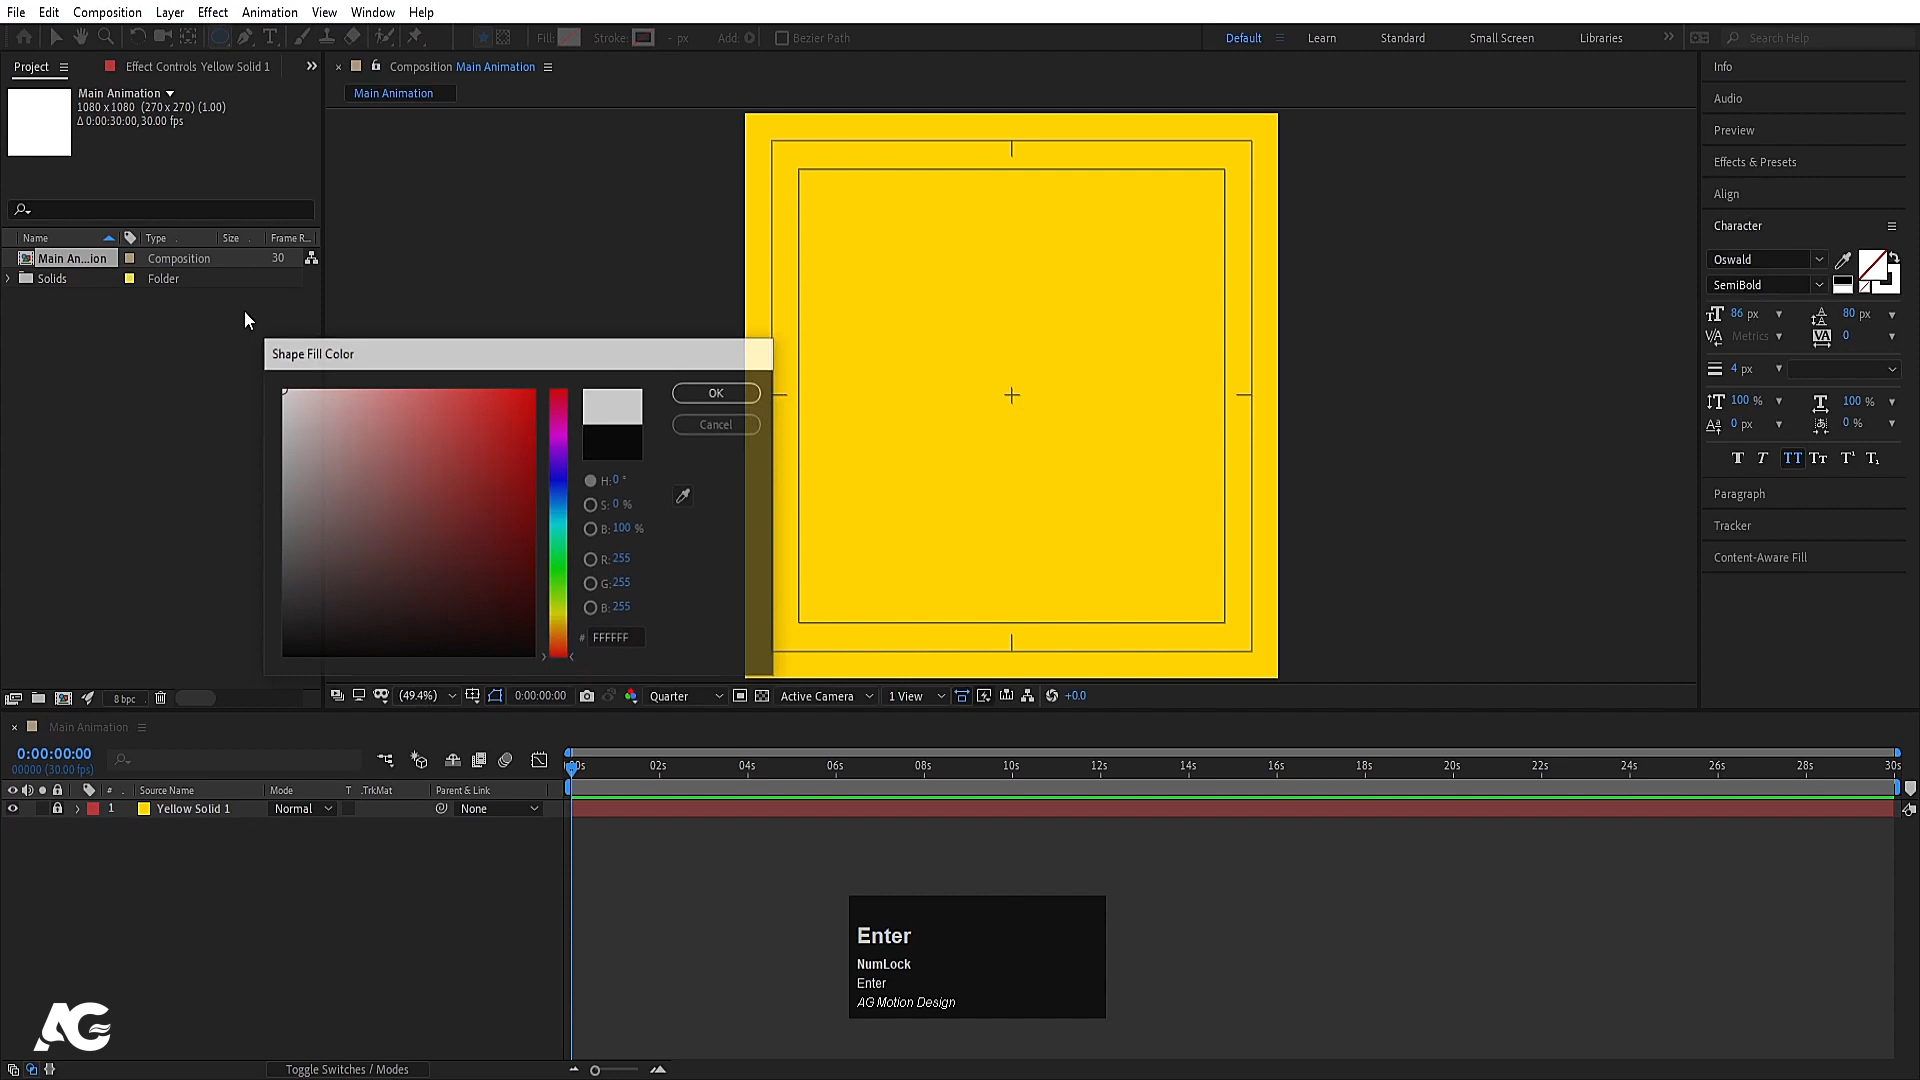 File Edit Composition Layer Effect Animation View Window Help
Fill: Stroke: - px Add: Bezier Path Default Learn Standard Small Screen Libraries Search Help
Project Effect Controls Yellow Solid 1
Composition Main Animation
Main Animation
Main Animation
1080 x 1080 (270 x 270) (1.00)
Δ 0:00:30:00, 30.00 fps
Name Type Size Frame R...
Main An...ion Composition 30
Solids Folder
Shape Fill Color
OK
Cancel
H: 0 °
S: 0 %
B: 100 %
R: 255
G: 255
B: 255
# FFFFFF
Info
Audio
Preview
Effects & Presets
Align
Character
Oswald
SemiBold
86 px 80 px
Metrics 0
4 px
100 % 100 %
0 px 0 %
Paragraph
Tracker
Content-Aware Fill
8 bpc (49.4%) 0:00:00:00 Quarter Active Camera 1 View +0.0
Main Animation
0:00:00:00
00000 (30.00 fps)
00s 02s 04s 06s 08s 10s 12s 14s 16s 18s 20s 22s 24s 26s 28s 30s
# Source Name Mode T .TrkMat Parent & Link
1 Yellow Solid 1 Normal None
Enter
NumLock
Enter
AG Motion Design
AG
Toggle Switches / Modes